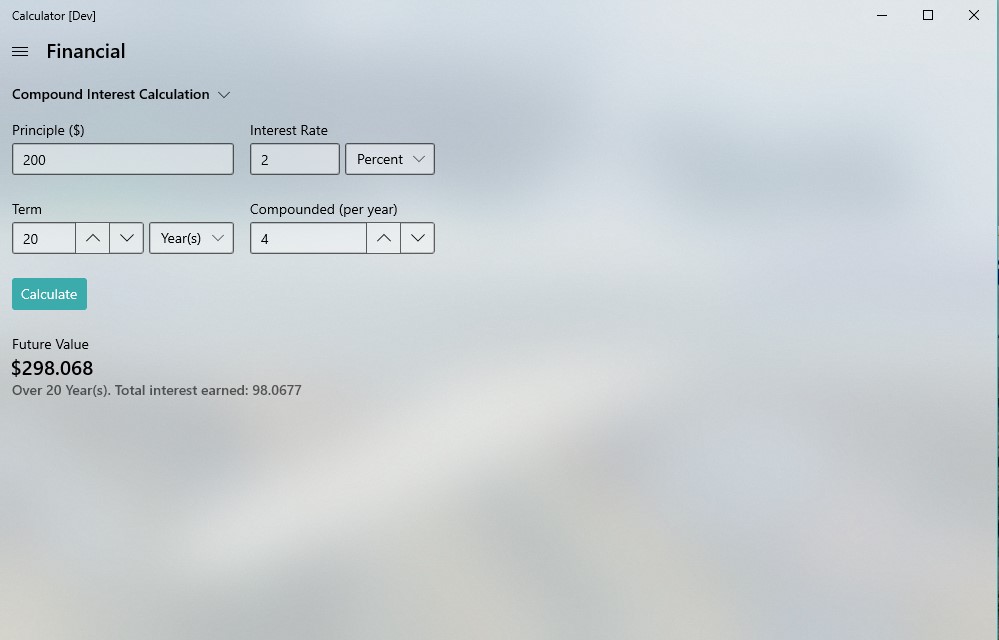 Calculator [Dev]
Financial
Compound Interest Calculation
Principle ($) Interest Rate
200 2 Percent
Term Compounded (per year)
20 Year(s) 4
Calculate
Future Value
$298.068
Over 20 Year(s). Total interest earned: 98.0677